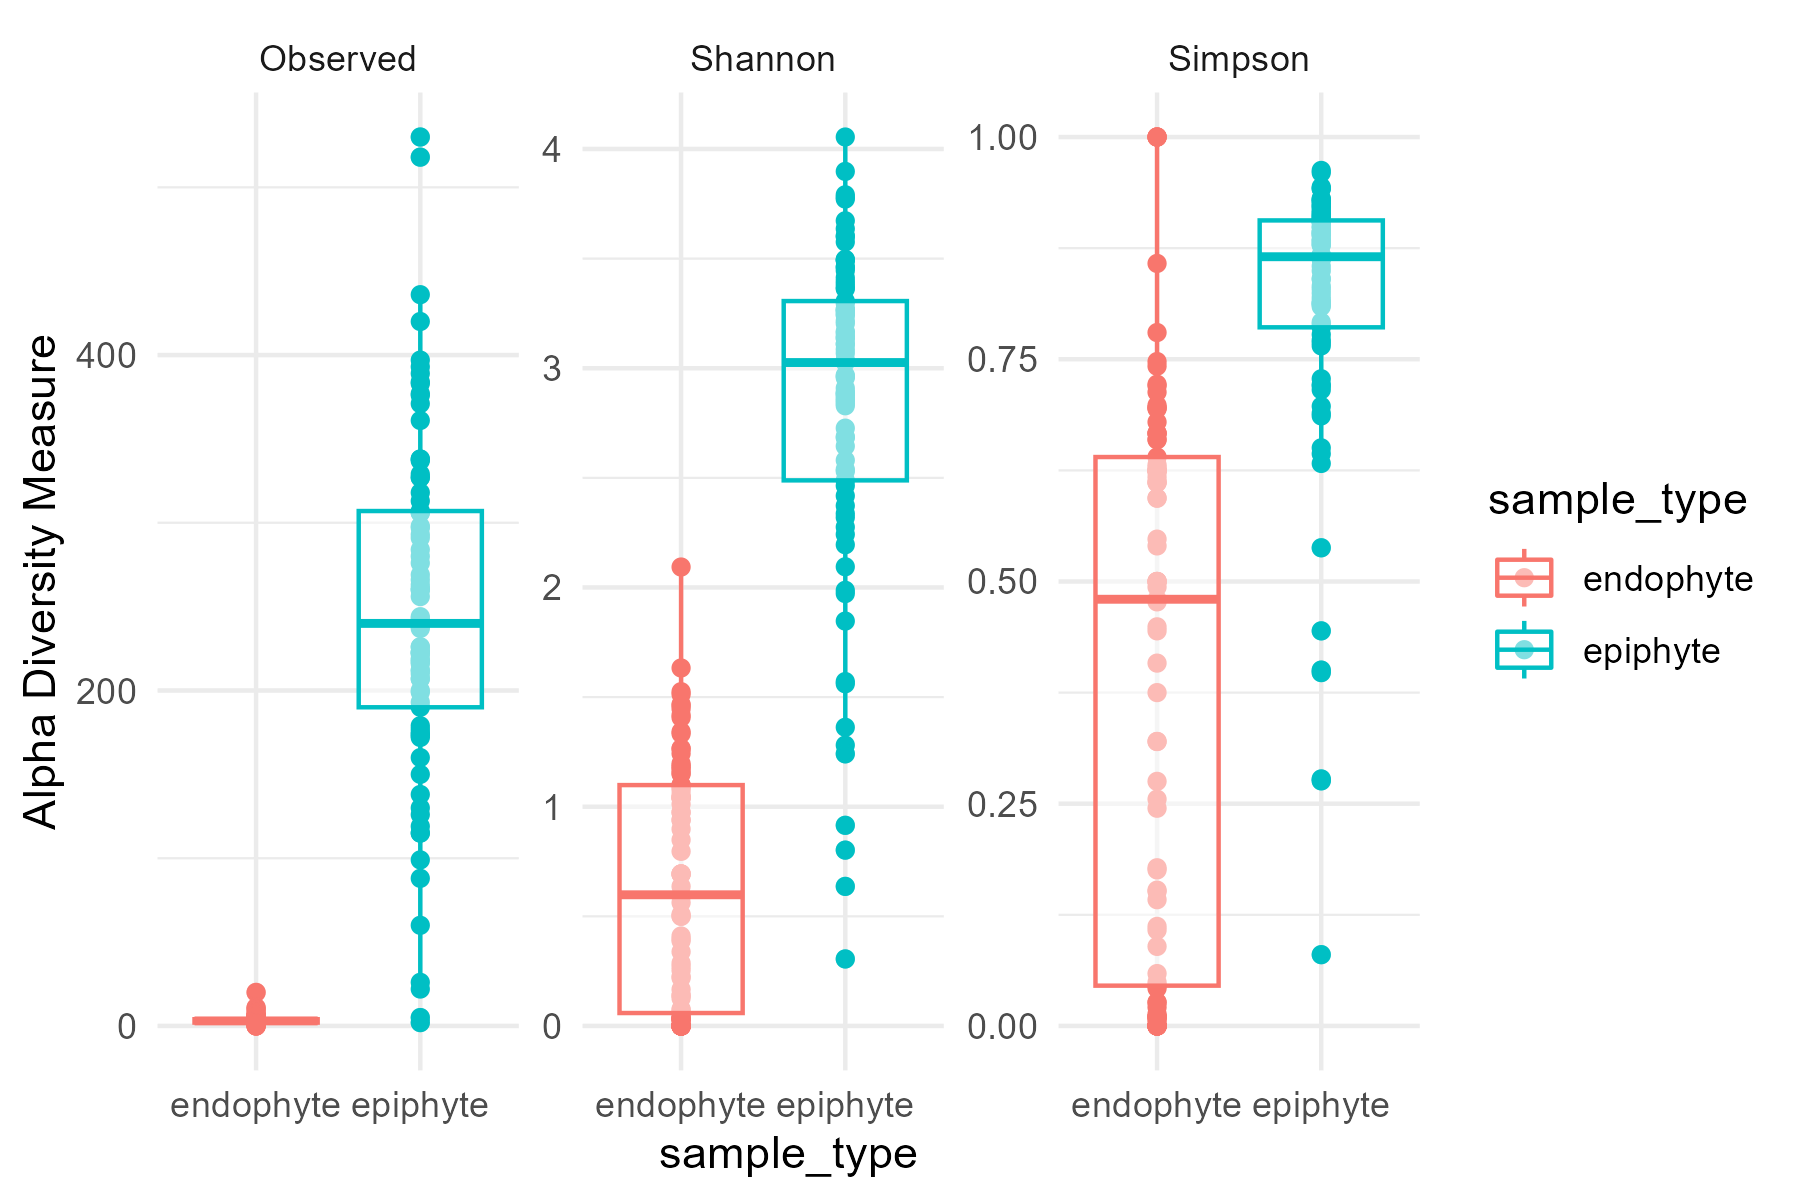 Observed
Shannon
Simpson
Alpha Diversity Measure
400
200
0
4
3
2
1
0
1.00
0.75
0.50
0.25
0.00
endophyte epiphyte
endophyte epiphyte
endophyte epiphyte
sample_type
sample_type
endophyte
epiphyte